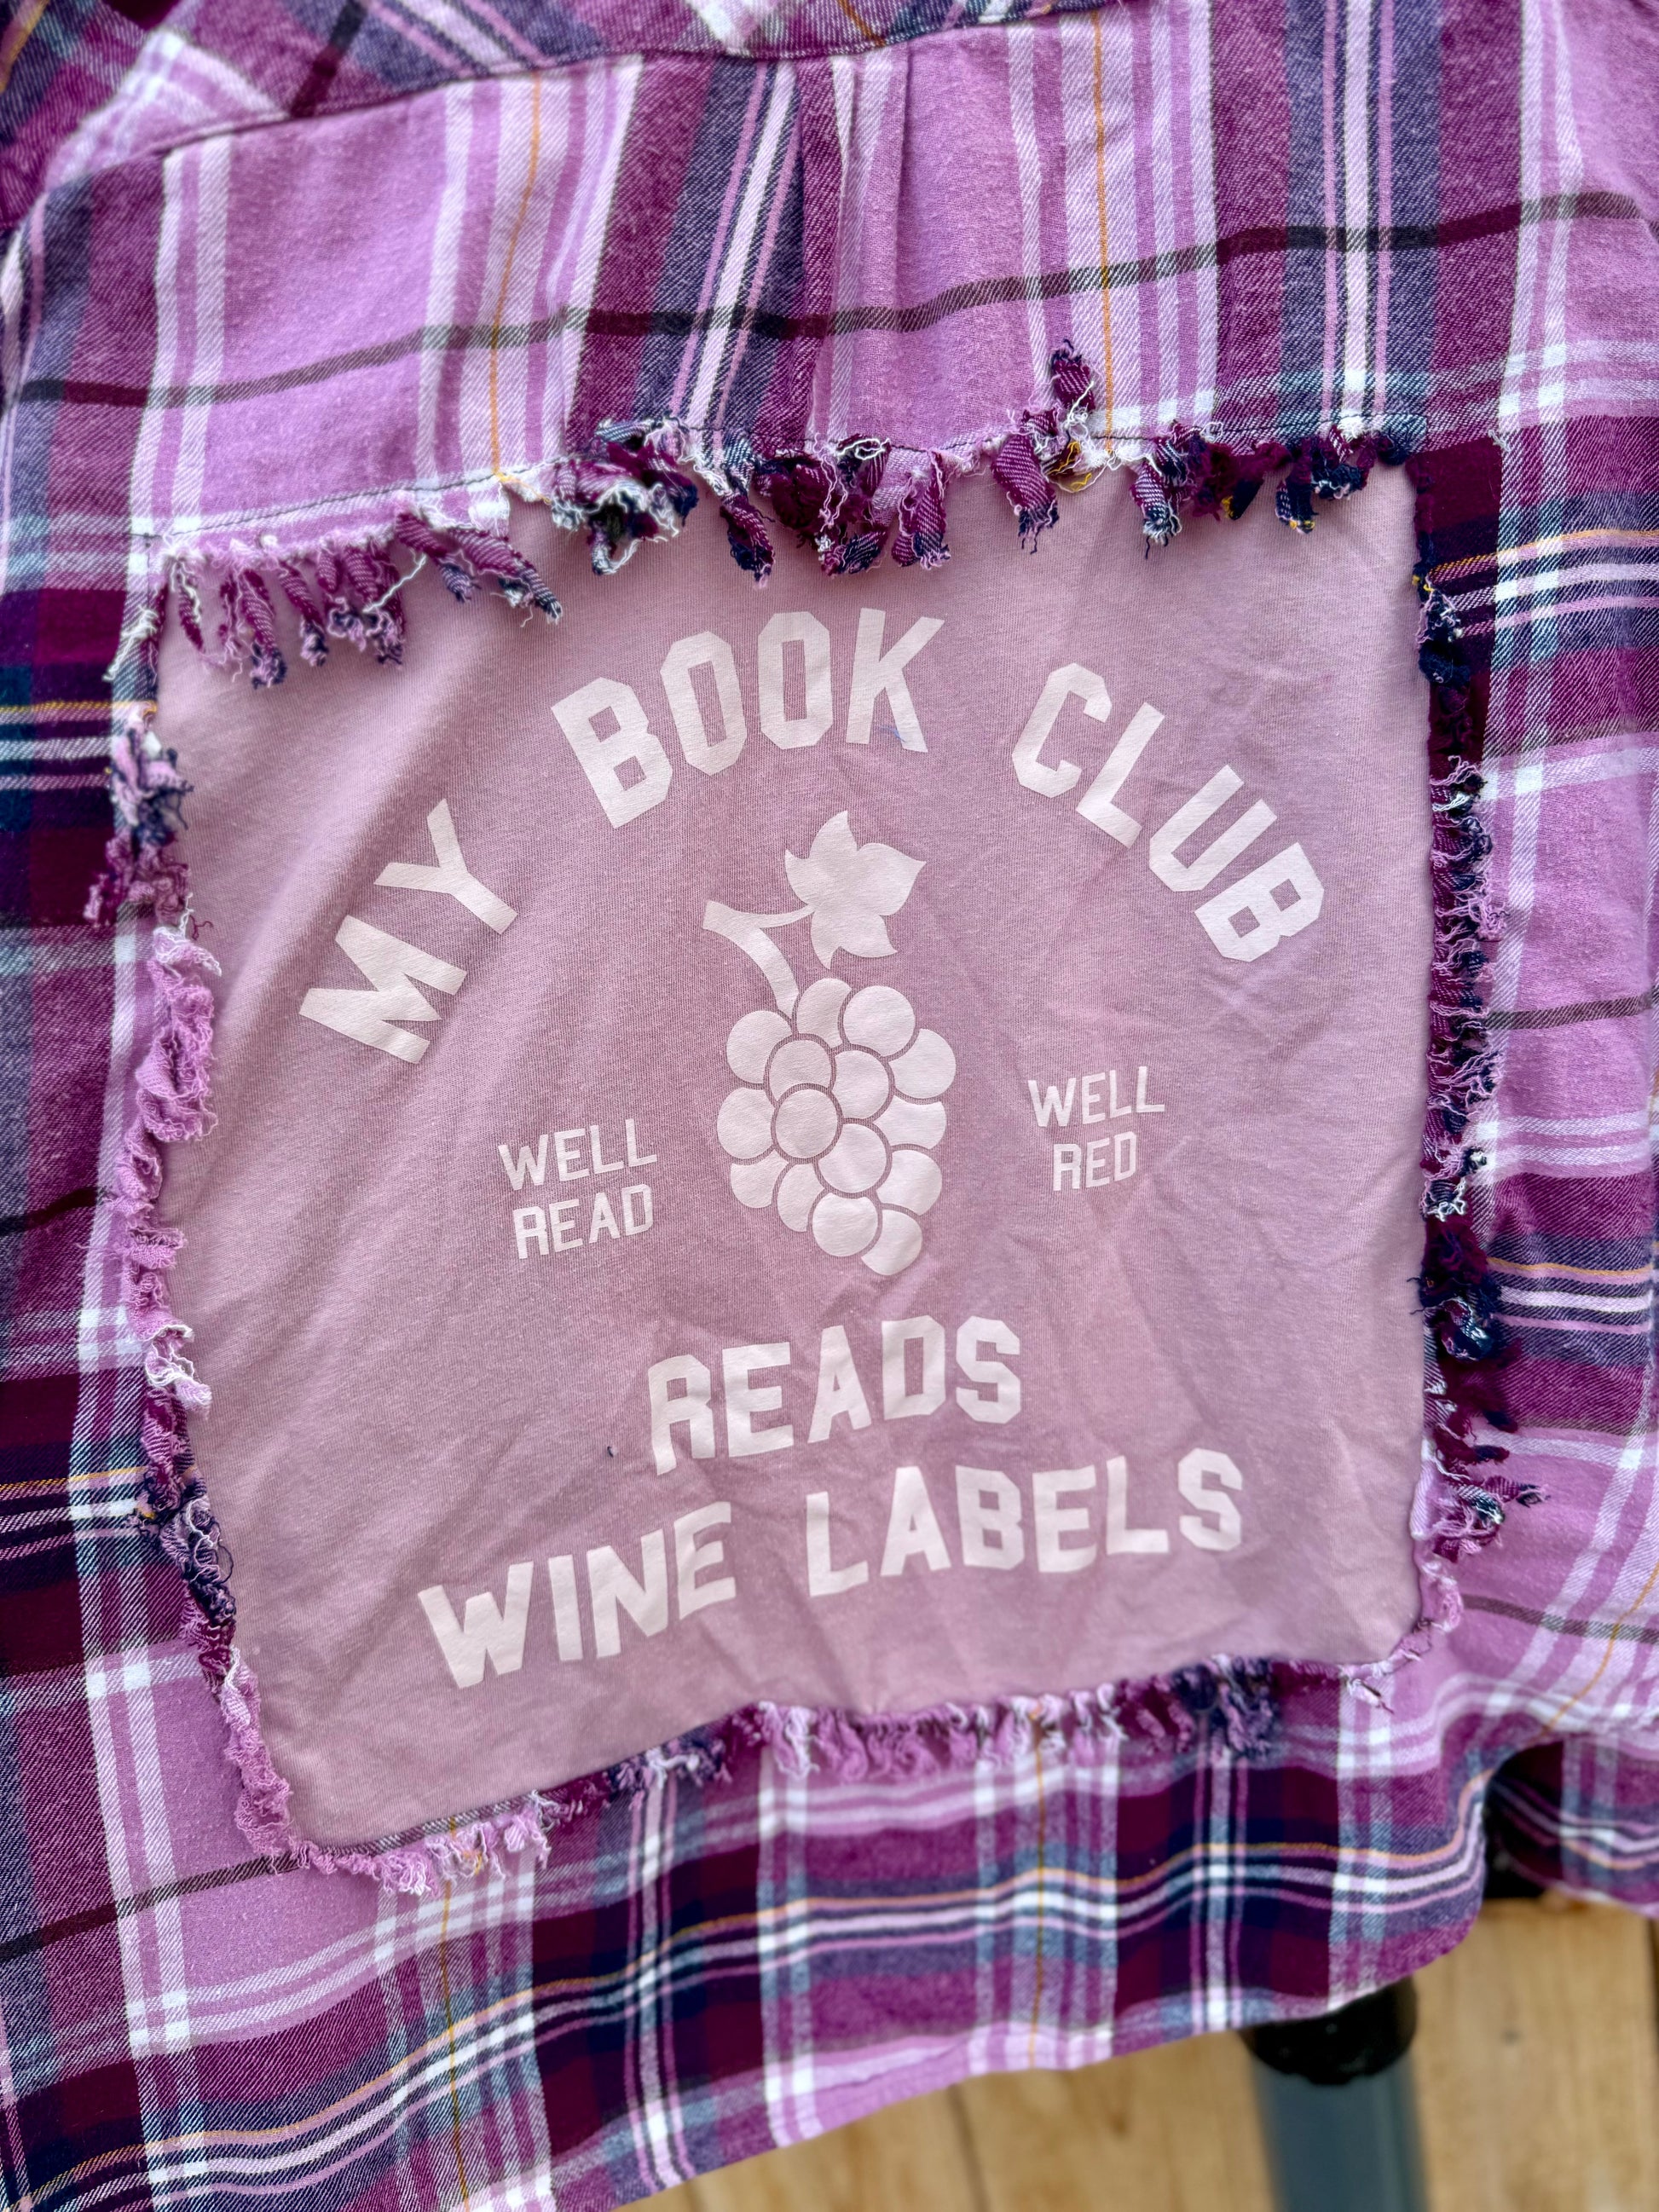 MY BOOK CLUB
WELL
READ
WELL
RED
READS
WINE LABELS